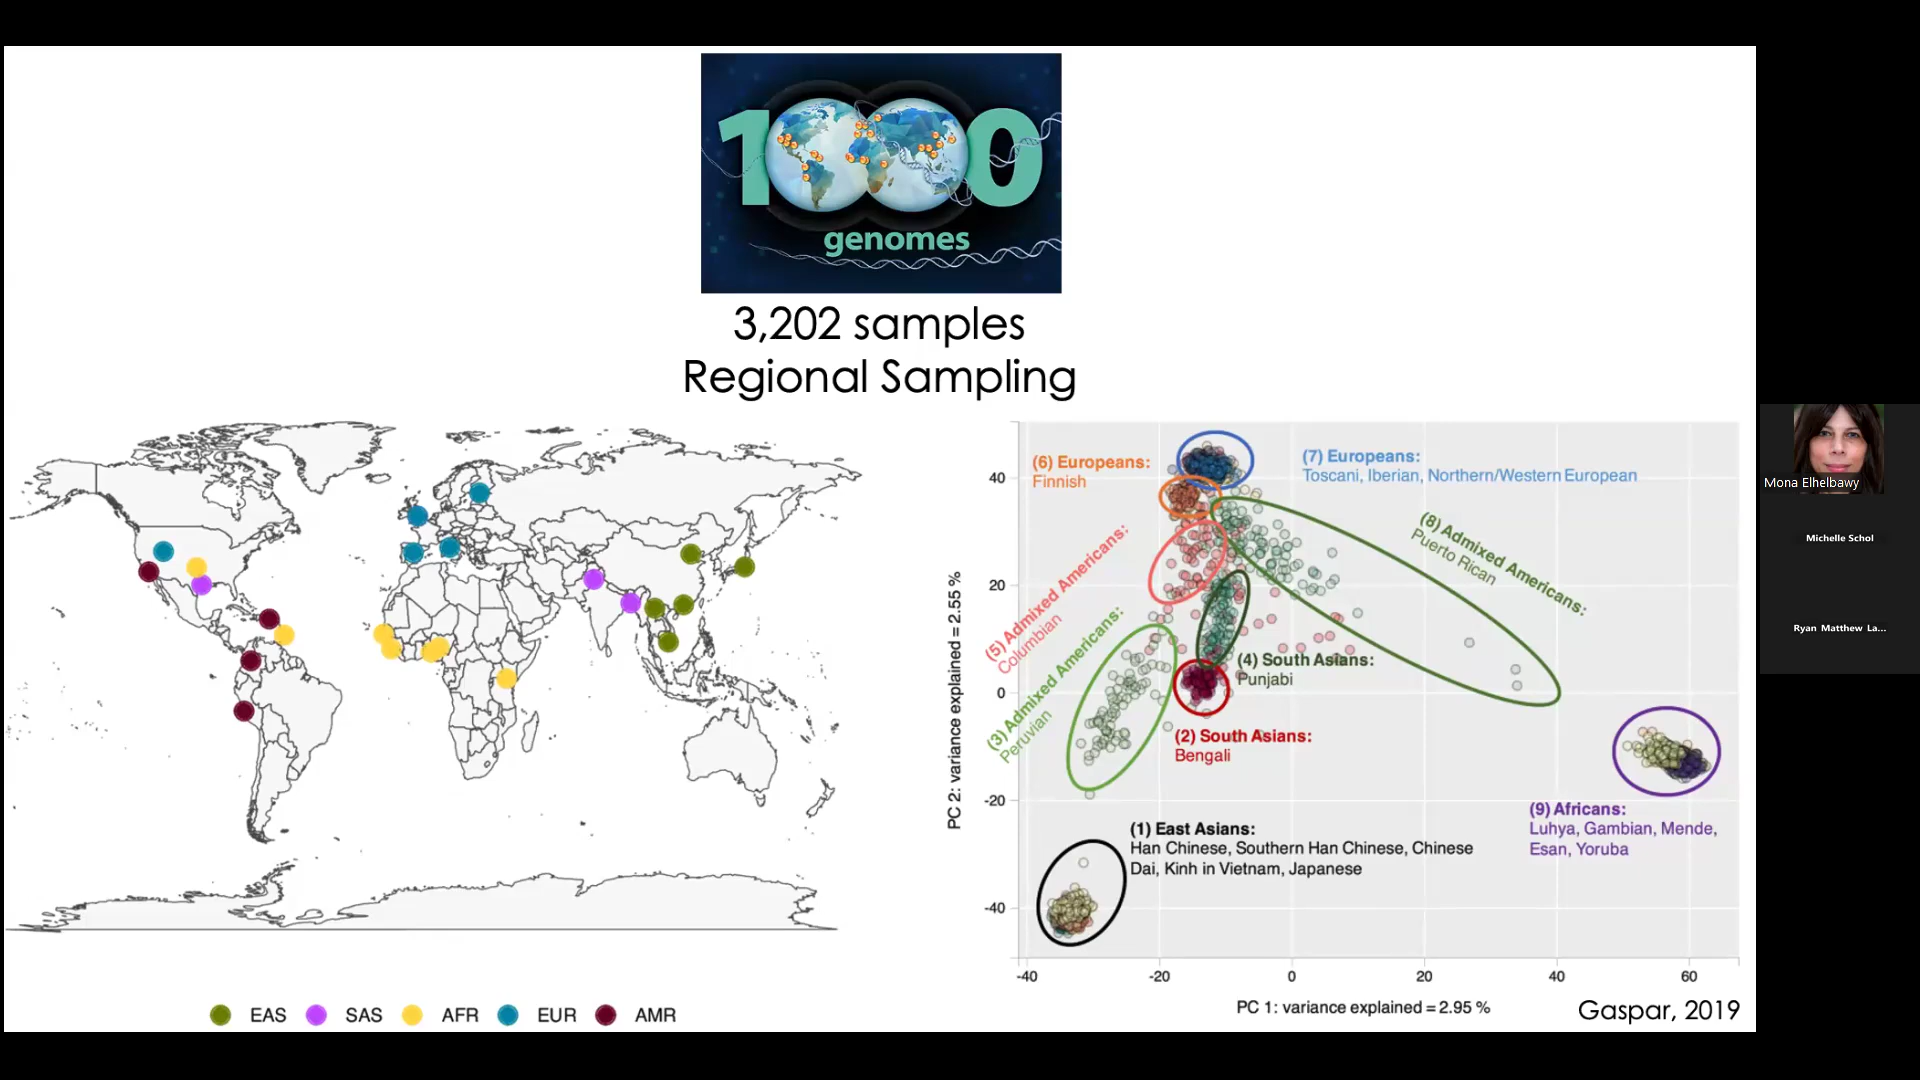 1000
genomes
3,202 samples
Regional Sampling
EAS
SAS
AFR
EUR
AMR
(6) Europeans:
Finnish
(7) Europeans:
Toscani, Iberian, Northern/Western European
(8) Admixed Americans:
Puerto Rican
(5) Admixed Americans:
Columbian
(3) Admixed Americans:
Peruvian
(4) South Asians:
Punjabi
(2) South Asians:
Bengali
(9) Africans:
Luhya, Gambian, Mende,
Esan, Yoruba
(1) East Asians:
Han Chinese, Southern Han Chinese, Chinese
Dai, Kinh in Vietnam, Japanese
PC 2: variance explained = 2.55 %
40
20
0
-20
-40
-40
-20
0
20
40
60
PC 1: variance explained = 2.95 %
Gaspar, 2019
Mona Elhelbawy
Michelle Schol
Ryan Matthew La...